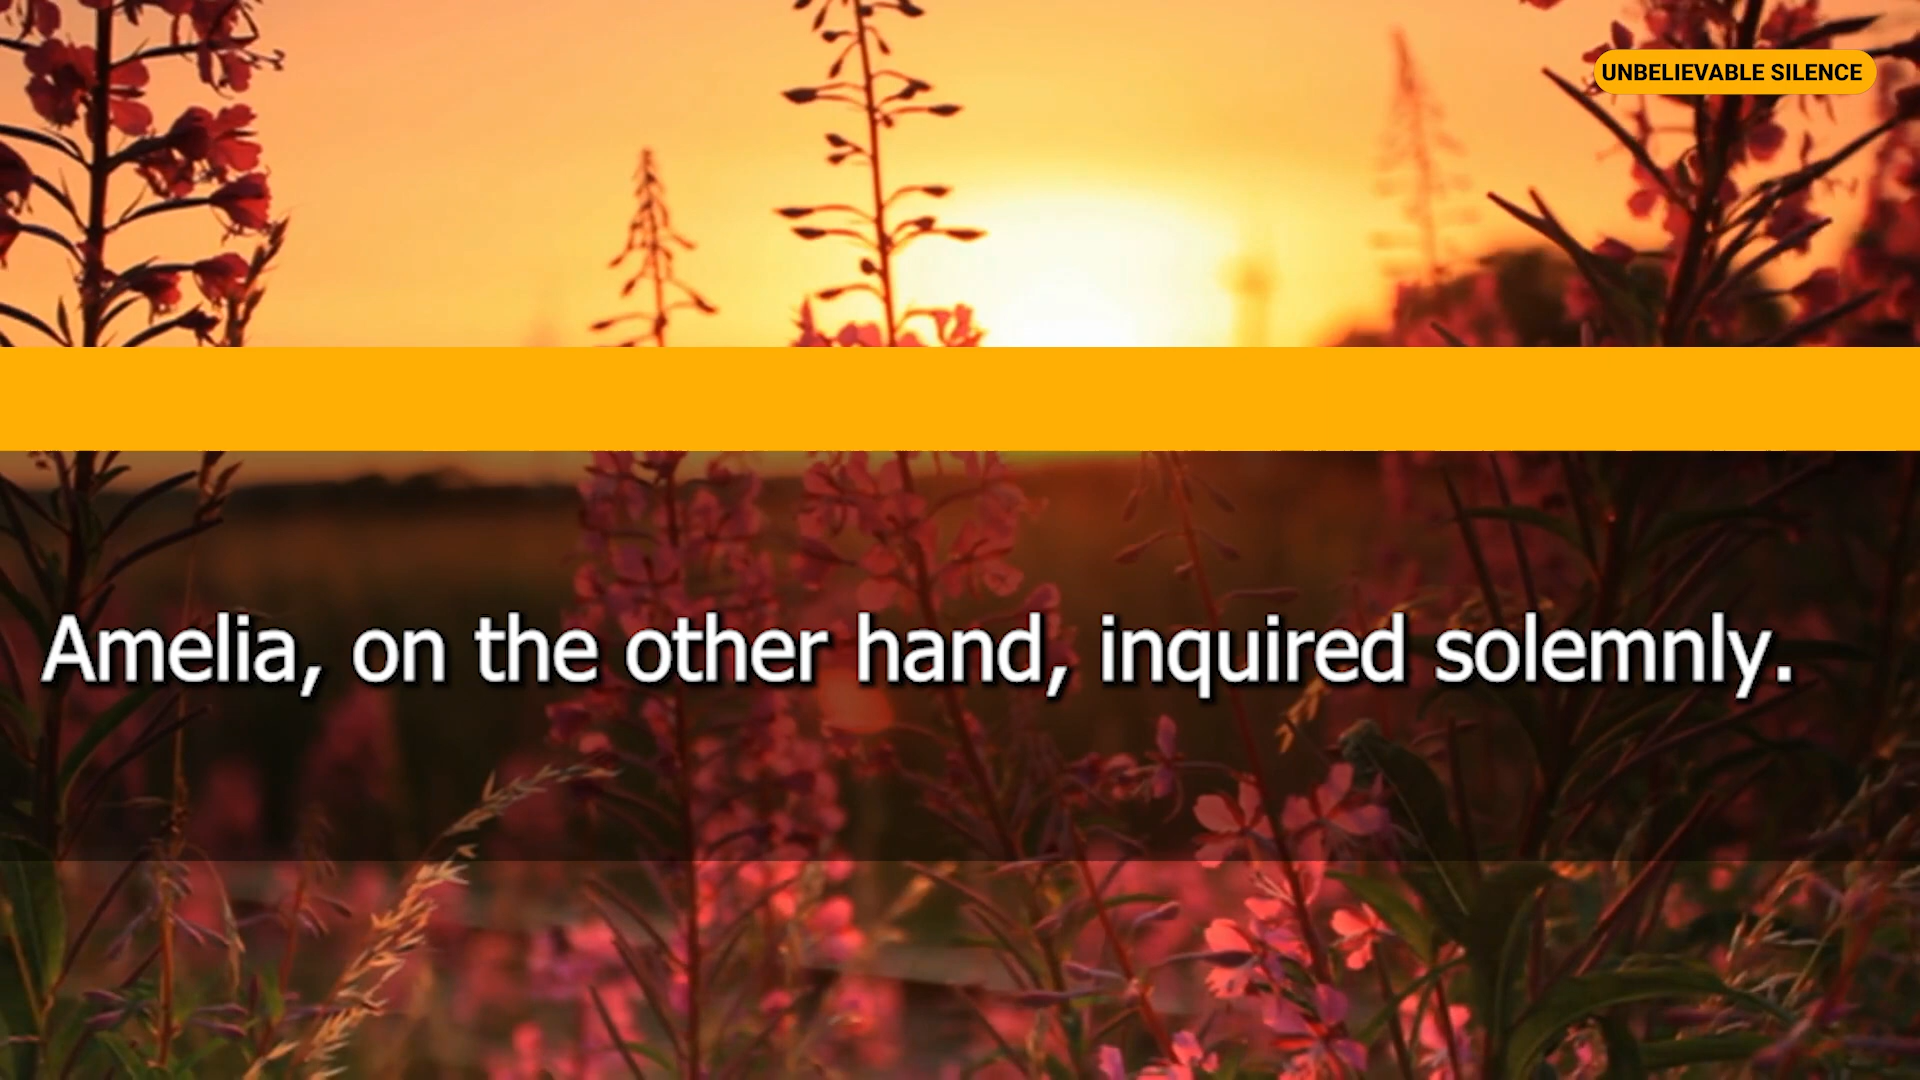 UNBELIEVABLE SILENCE
Amelia, on the other hand, inquired solemnly.